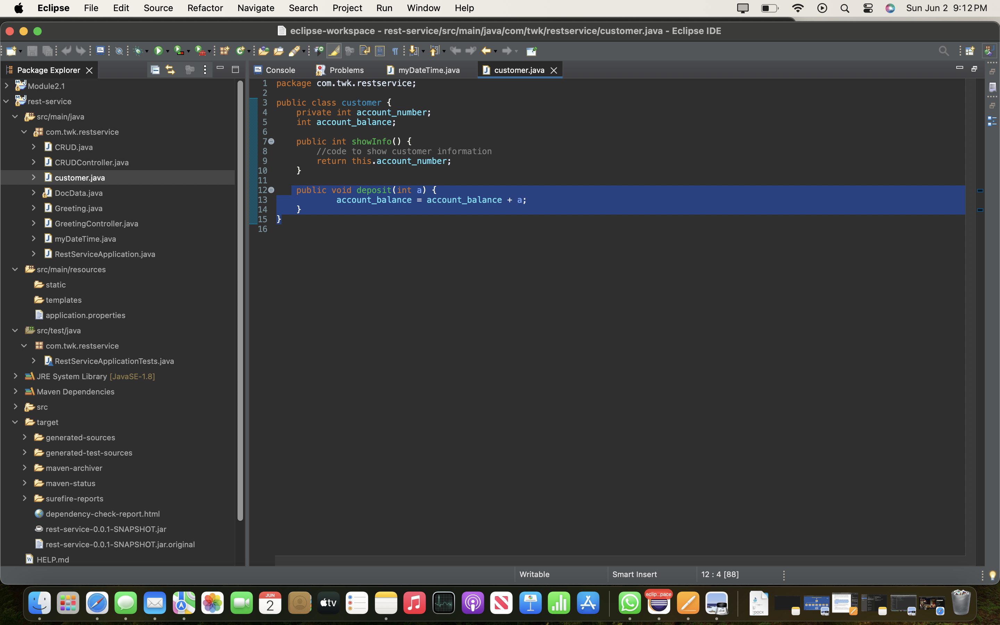 Eclipse File Edit Source Refactor Navigate Search Project Run Window Help Sun Jun 2 9:12 PM
eclipse-workspace - rest-service/src/main/java/com/twk/restservice/customer.java - Eclipse IDE
Package Explorer
Console Problems myDateTime.java customer.java
Module2.1
rest-service
src/main/java
com.twk.restservice
CRUD.java
CRUDController.java
customer.java
DocData.java
Greeting.java
GreetingController.java
myDateTime.java
RestServiceApplication.java
src/main/resources
static
templates
application.properties
src/test/java
com.twk.restservice
RestServiceApplicationTests.java
JRE System Library [JavaSE-1.8]
Maven Dependencies
src
target
generated-sources
generated-test-sources
maven-archiver
maven-status
surefire-reports
dependency-check-report.html
rest-service-0.0.1-SNAPSHOT.jar
rest-service-0.0.1-SNAPSHOT.jar.original
HELP.md
1 package com.twk.restservice;
2
3 public class customer {
4 private int account_number;
5 int account_balance;
6
7 public int showInfo() {
8 //code to show customer information
9 return this.account_number;
10 }
11
12 public void deposit(int a) {
13 account_balance = account_balance + a;
14 }
15 }
16
Writable Smart Insert 12 : 4 [88]
JUN
2
tv
eclip...pace
DOCX